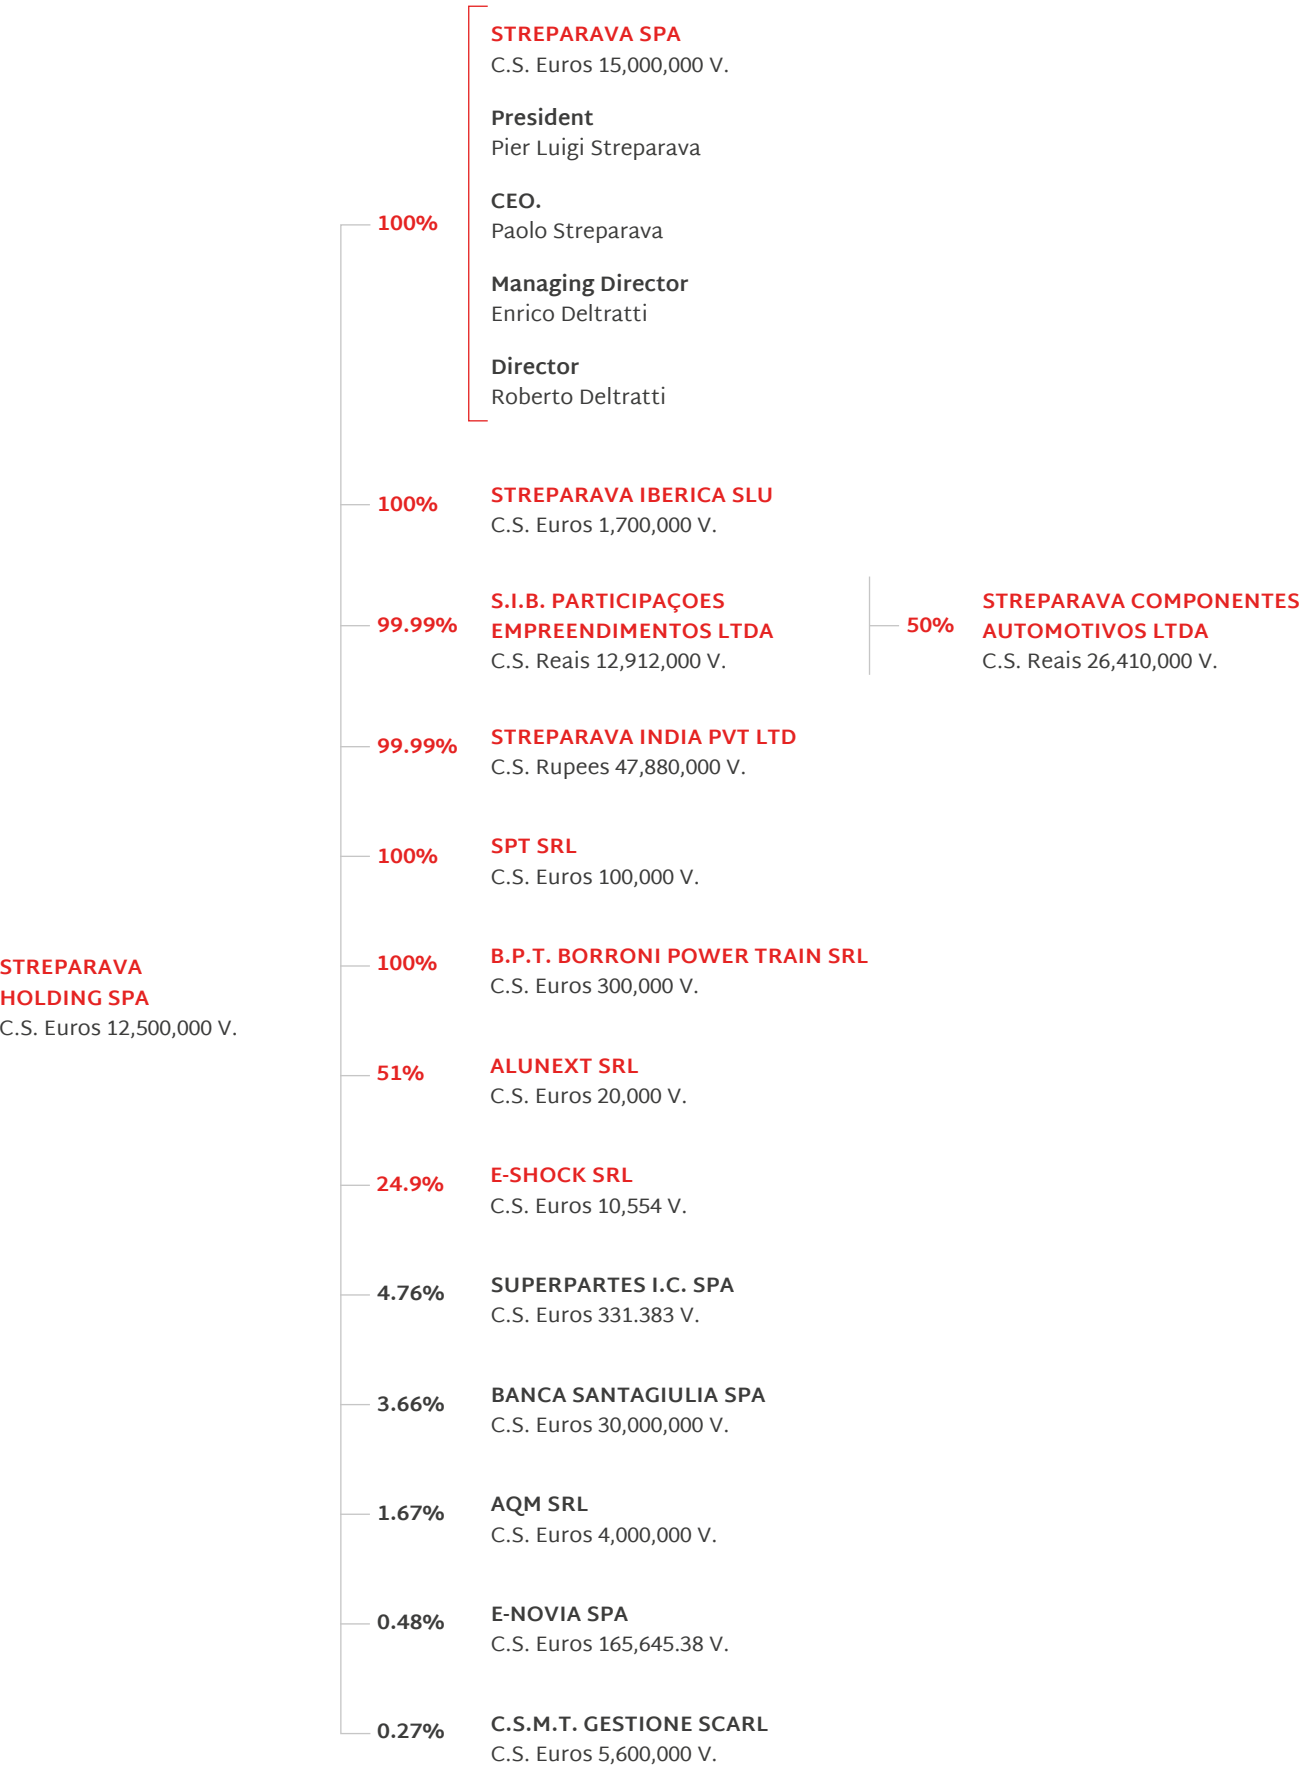 STREPARAVA
HOLDING SPA
C.S. Euros 12,500,000 V.
100%
STREPARAVA SPA
C.S. Euros 15,000,000 V.
President
Pier Luigi Streparava
CEO.
Paolo Streparava
Managing Director
Enrico Deltratti
Director
Roberto Deltratti
100%
STREPARAVA IBERICA SLU
C.S. Euros 1,700,000 V.
99.99%
S.I.B. PARTICIPAÇOES
EMPREENDIMENTOS LTDA
C.S. Reais 12,912,000 V.
50%
STREPARAVA COMPONENTES
AUTOMOTIVOS LTDA
C.S. Reais 26,410,000 V.
99.99%
STREPARAVA INDIA PVT LTD
C.S. Rupees 47,880,000 V.
100%
SPT SRL
C.S. Euros 100,000 V.
100%
B.P.T. BORRONI POWER TRAIN SRL
C.S. Euros 300,000 V.
51%
ALUNEXT SRL
C.S. Euros 20,000 V.
24.9%
E-SHOCK SRL
C.S. Euros 10,554 V.
4.76%
SUPERPARTES I.C. SPA
C.S. Euros 331.383 V.
3.66%
BANCA SANTAGIULIA SPA
C.S. Euros 30,000,000 V.
1.67%
AQM SRL
C.S. Euros 4,000,000 V.
0.48%
E-NOVIA SPA
C.S. Euros 165,645.38 V.
0.27%
C.S.M.T. GESTIONE SCARL
C.S. Euros 5,600,000 V.